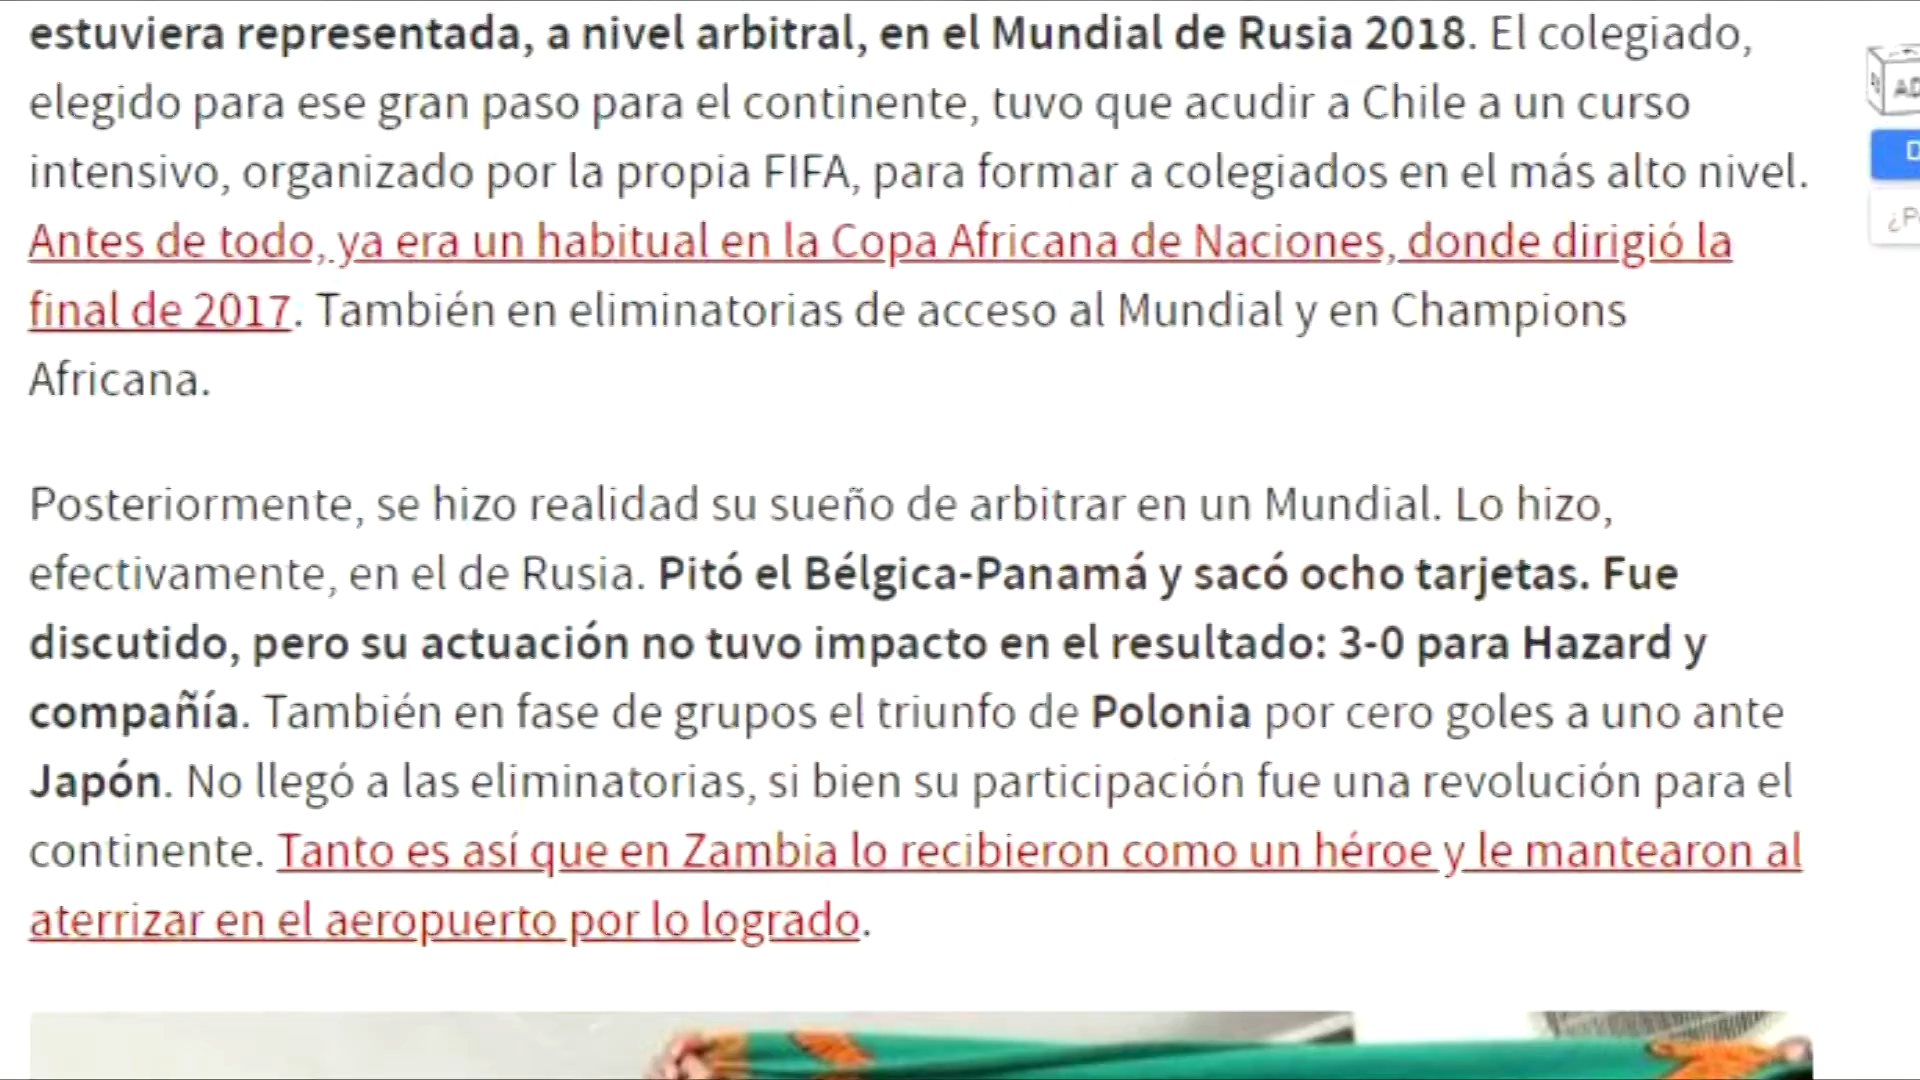 estuviera representada, a nivel arbitral, en el Mundial de Rusia 2018. El colegiado,
elegido para ese gran paso para el continente, tuvo que acudir a Chile a un curso
intensivo, organizado por la propia FIFA, para formar a colegiados en el más alto nivel.
Antes de todo, ya era un habitual en la Copa Africana de Naciones, donde dirigió la
final de 2017. También en eliminatorias de acceso al Mundial y en Champions
Africana.
Posteriormente, se hizo realidad su sueño de arbitrar en un Mundial. Lo hizo,
efectivamente, en el de Rusia. Pitó el Bélgica-Panamá y sacó ocho tarjetas. Fue
discutido, pero su actuación no tuvo impacto en el resultado: 3-0 para Hazard y
compañía. También en fase de grupos el triunfo de Polonia por cero goles a uno ante
Japón. No llegó a las eliminatorias, si bien su participación fue una revolución para el
continente. Tanto es así que en Zambia lo recibieron como un héroe y le mantearon al
aterrizar en el aeropuerto por lo logrado.